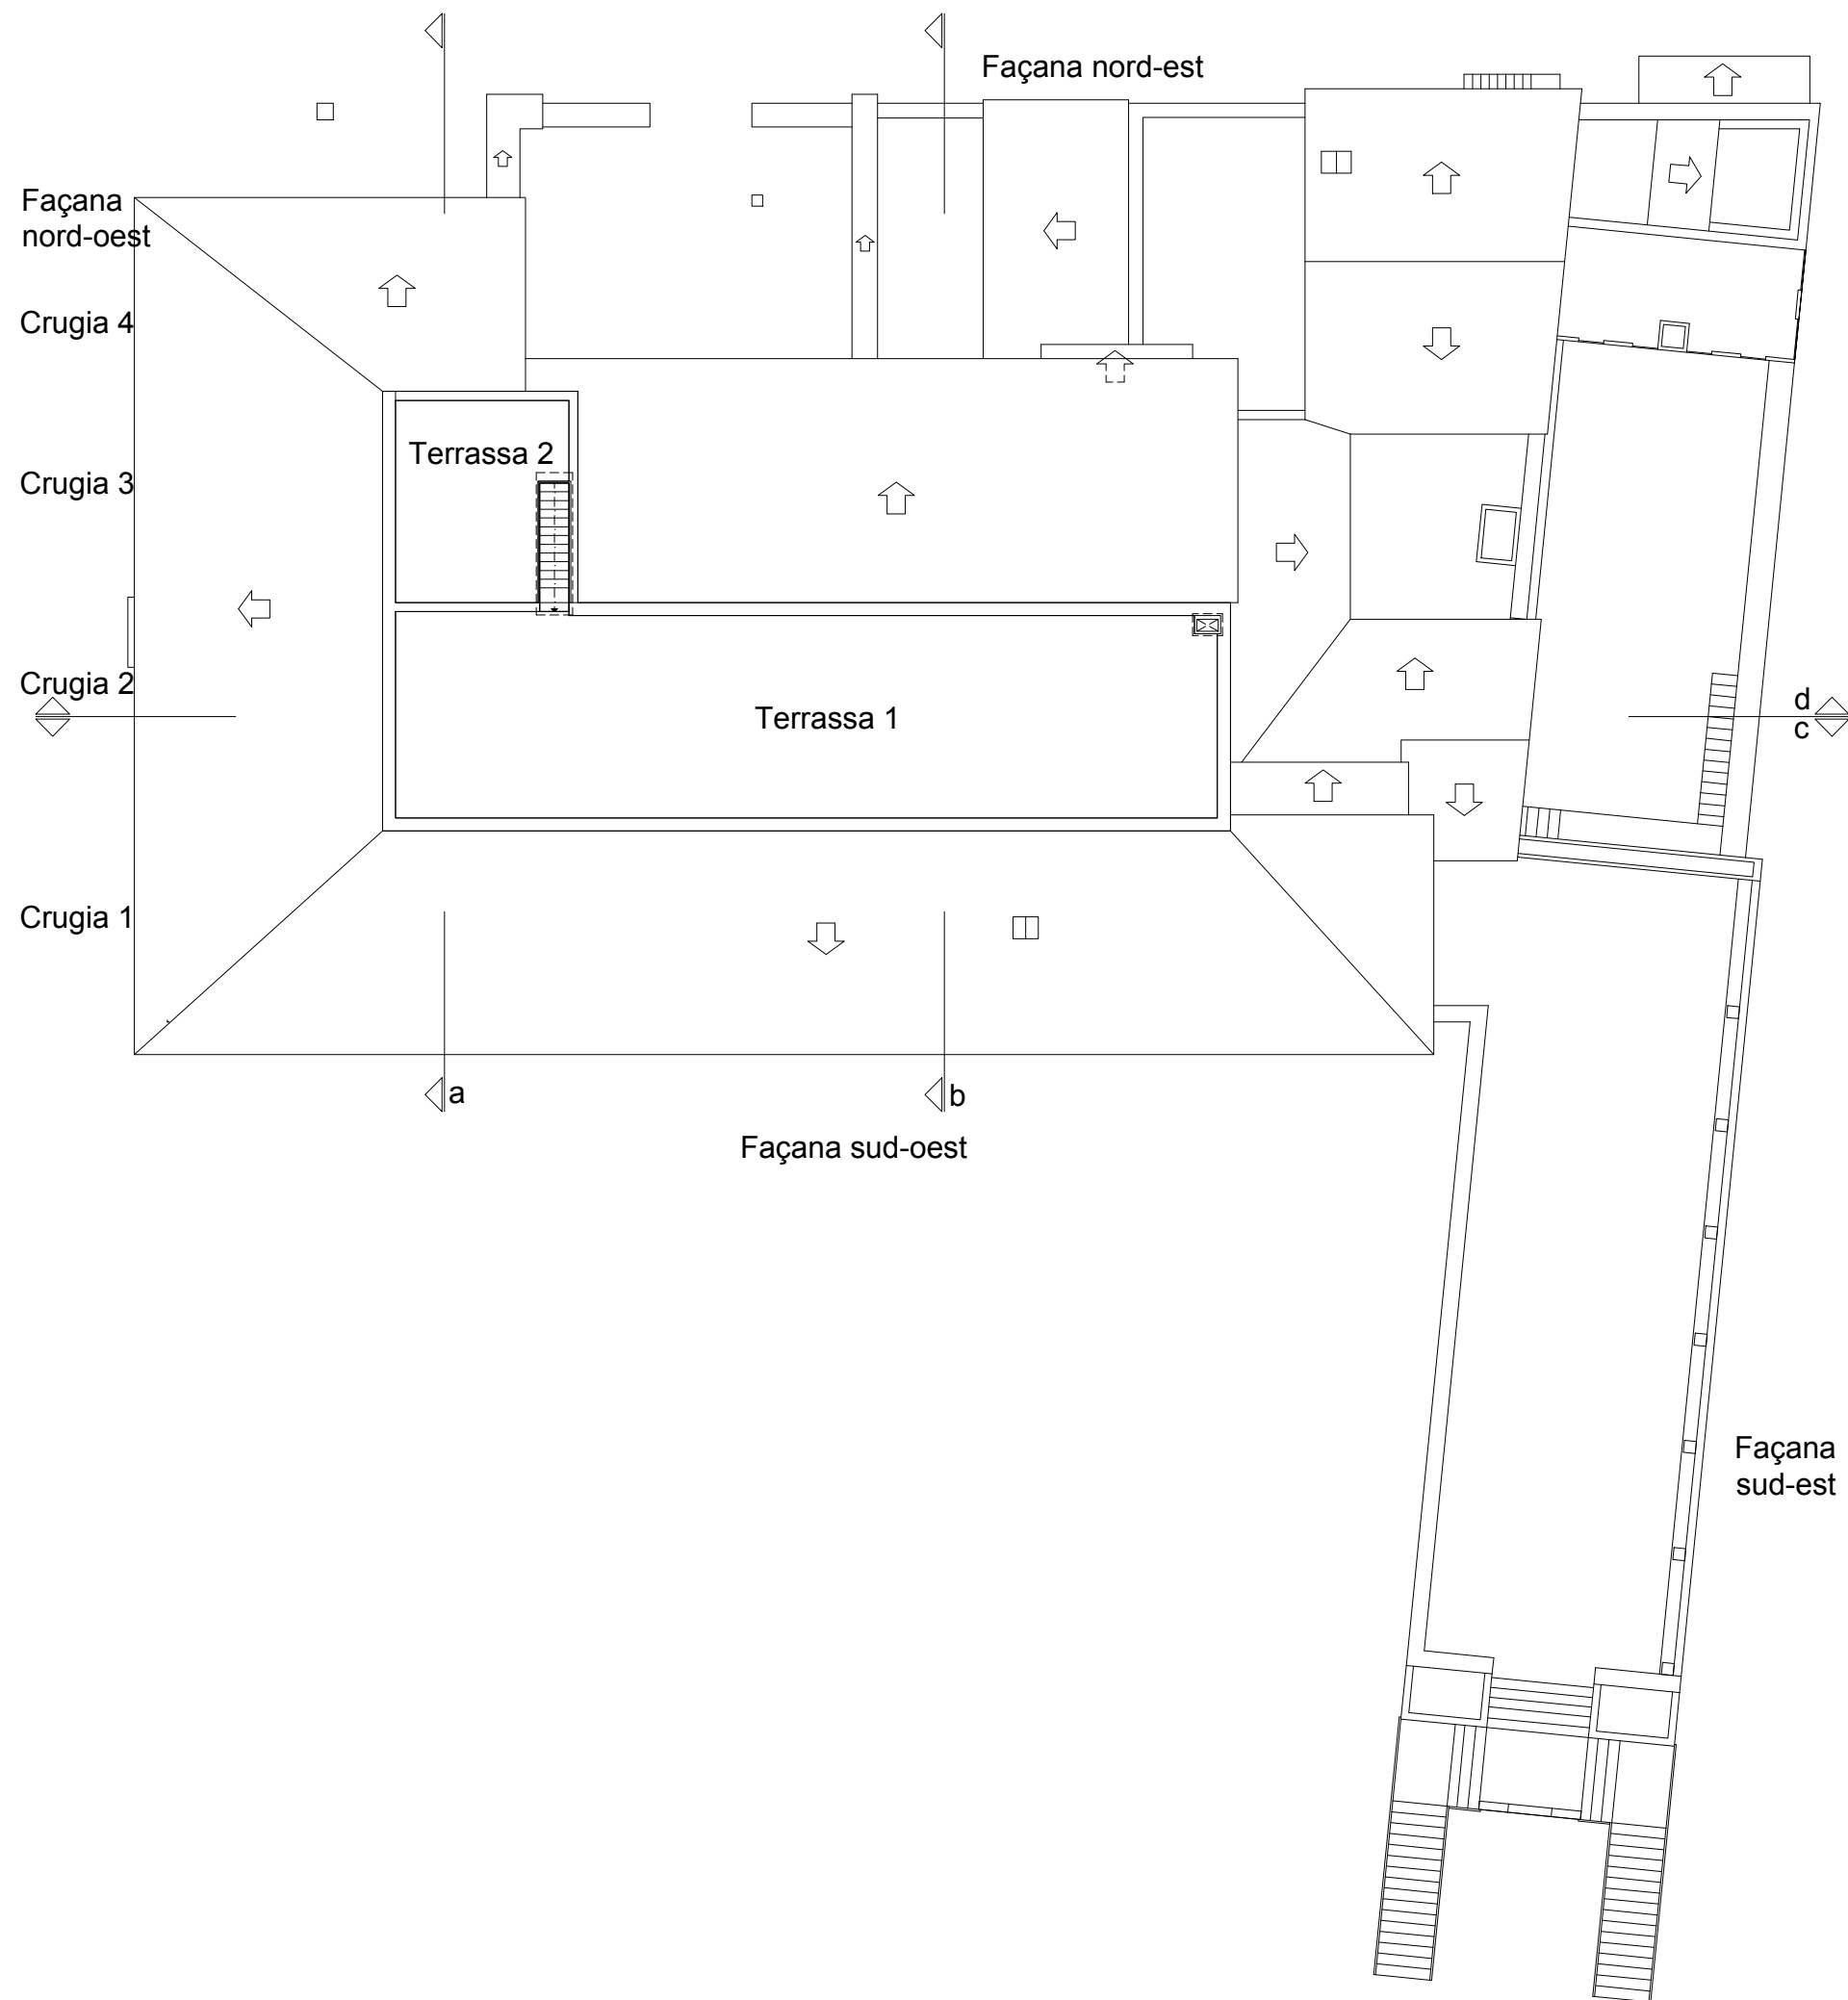 Façana nord-est
Façana
nord-oest
Crugia 4
Terrassa 2
Crugia 3
Crugia 2
Terrassa 1
d
c
Crugia 1
a
b
Façana sud-oest
Façana
sud-est